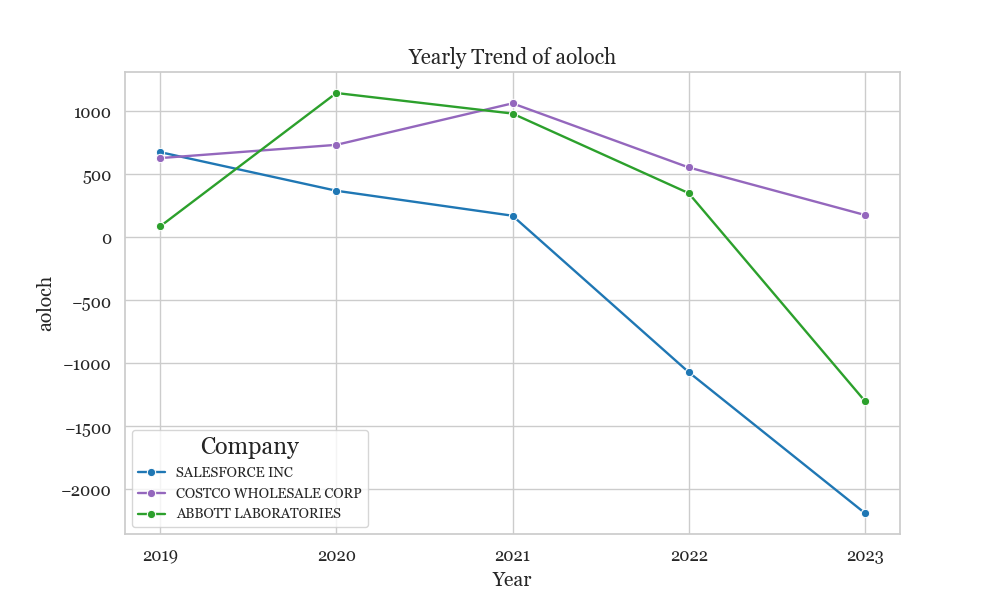 Yearly Trend of aoloch
1000
500
0
−500
−1000
−1500
−2000
aoloch
Company
SALESFORCE INC
COSTCO WHOLESALE CORP
ABBOTT LABORATORIES
2019 2020 2021 2022 2023
Year